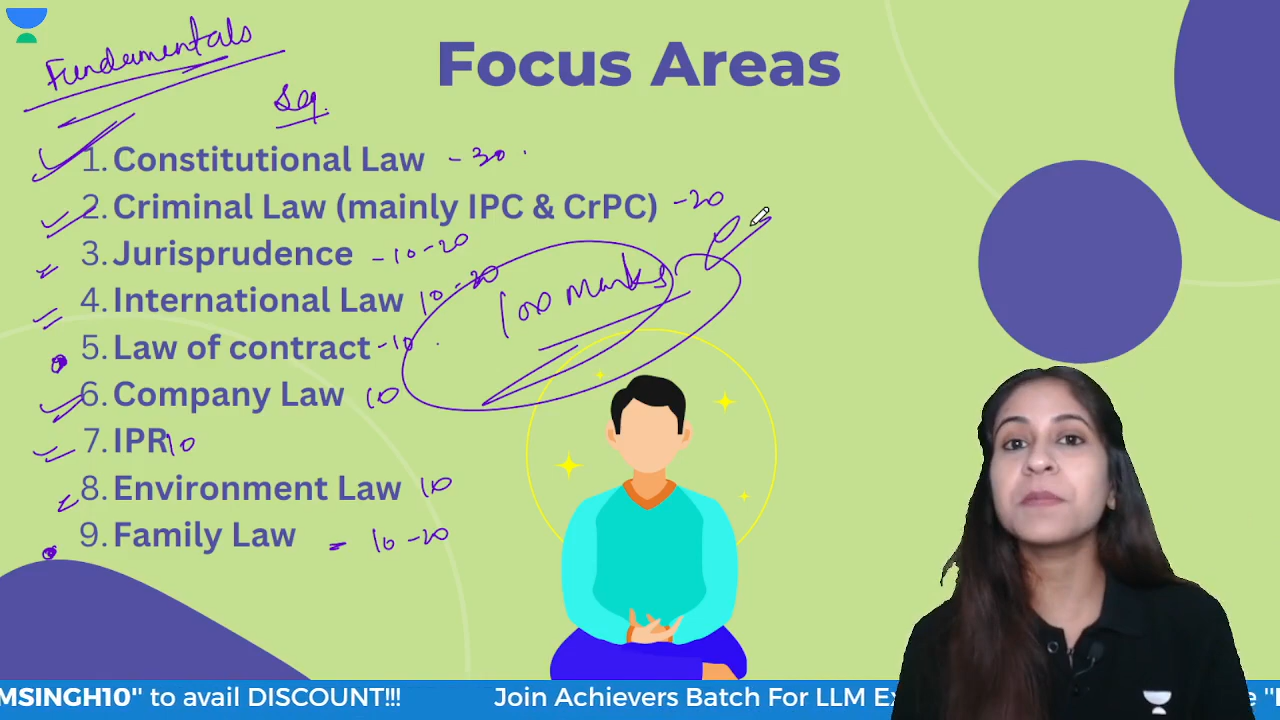 Fundamentals
Focus Areas
Seq.
1. Constitutional Law - 30
2. Criminal Law (mainly IPC & CrPC) - 20
3. Jurisprudence - 10-20
4. International Law 10-20
100 marks
5. Law of contract - 10
6. Company Law 10
7. IPR 10
8. Environment Law 10
9. Family Law = 10-20
MSINGH10" to avail DISCOUNT!!! Join Achievers Batch For LLM Ex